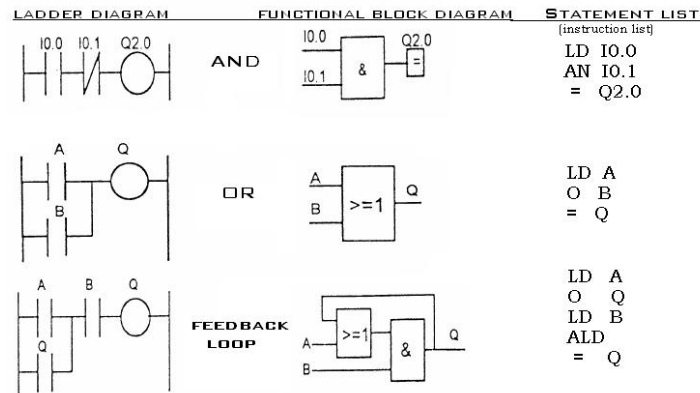 LADDER DIAGRAM
FUNCTIONAL BLOCK DIAGRAM
STATEMENT LIST
(instruction list)
I0.0 I0.1 Q2.0
AND
I0.0
I0.1
&
Q2.0
=
LD I0.0
AN I0.1
= Q2.0
A Q
B
OR
A
B
>=1
Q
LD A
O B
= Q
A B Q
Q
FEEDBACK
LOOP
A
B
>=1
&
Q
LD A
O Q
LD B
ALD
= Q